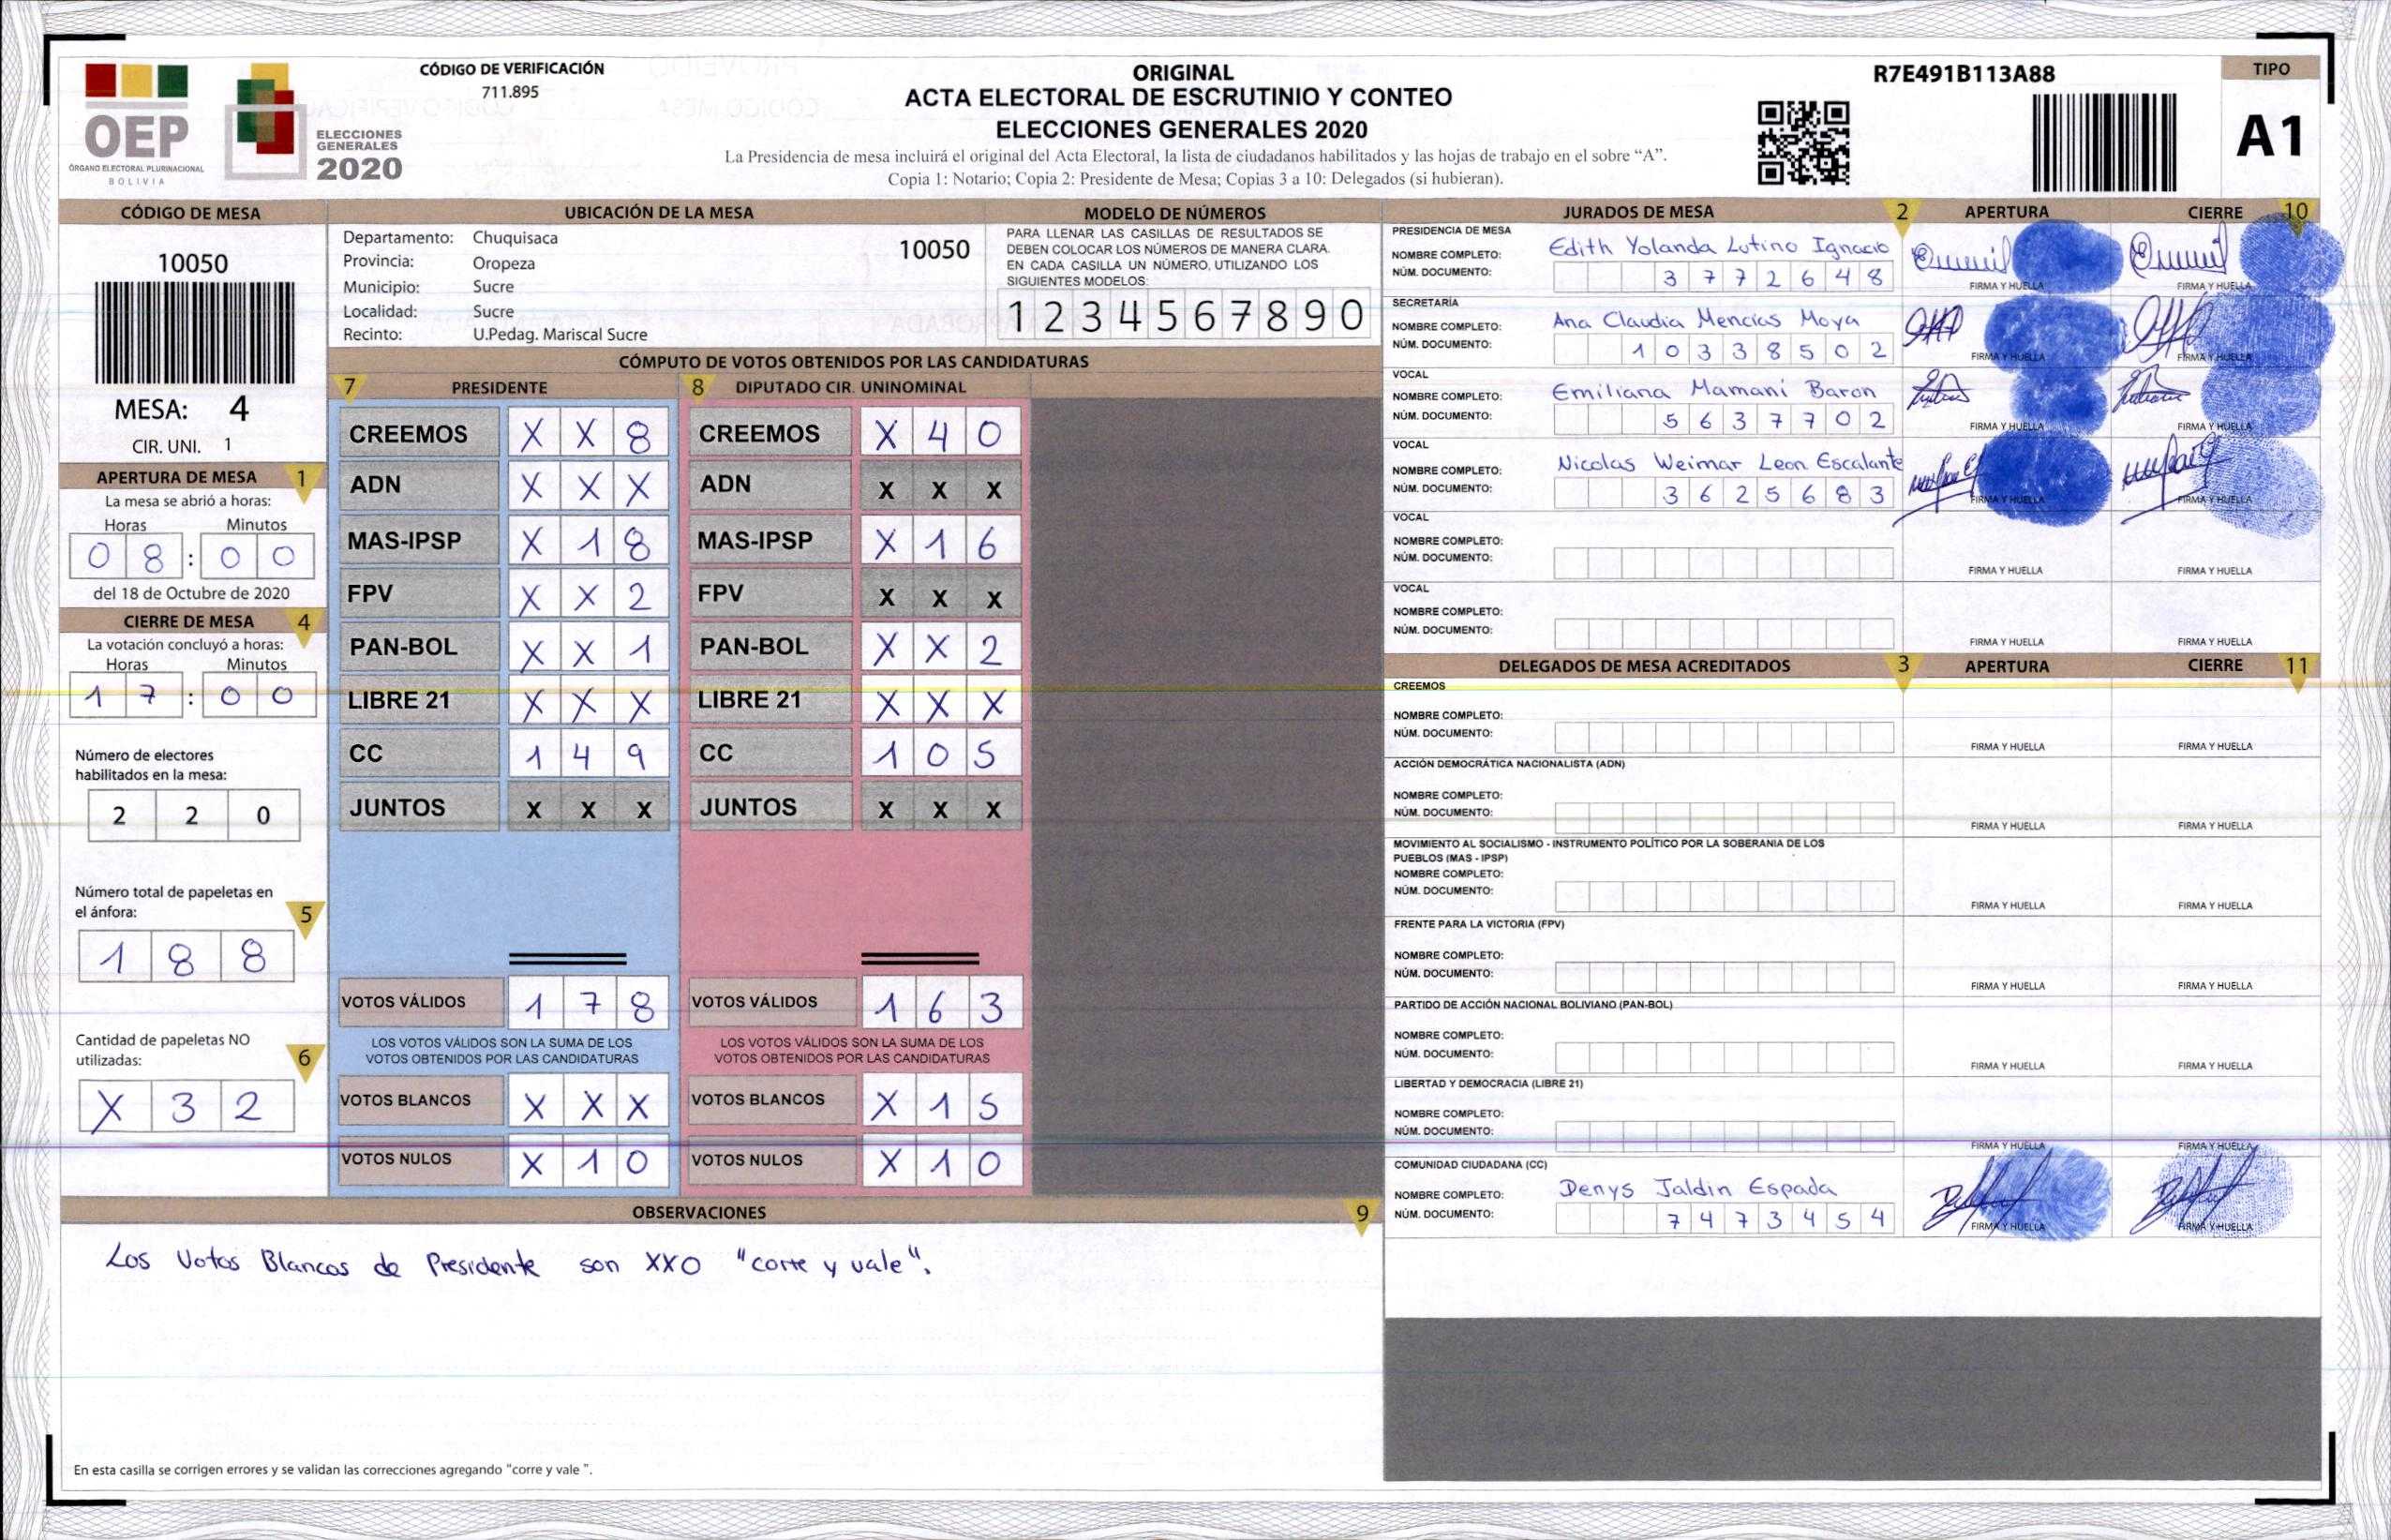 OEP
ÓRGANO ELECTORAL PLURINACIONAL
BOLIVIA
ELECCIONES
GENERALES
2020
CÓDIGO DE VERIFICACIÓN
711.895
ORIGINAL
ACTA ELECTORAL DE ESCRUTINIO Y CONTEO
ELECCIONES GENERALES 2020
La Presidencia de mesa incluirá el original del Acta Electoral, la lista de ciudadanos habilitados y las hojas de trabajo en el sobre “A”.
Copia 1: Notario; Copia 2: Presidente de Mesa; Copias 3 a 10: Delegados (si hubieran).
R7E491B113A88
TIPO
A1
CÓDIGO DE MESA
10050
MESA: 4
CIR. UNI. 1
APERTURA DE MESA 1
La mesa se abrió a horas:
Horas Minutos
0 8 : 0 0
del 18 de Octubre de 2020
CIERRE DE MESA 4
La votación concluyó a horas:
Horas Minutos
1 7 : 0 0
Número de electores
habilitados en la mesa:
2 2 0
Número total de papeletas en
el ánfora:
5
1 8 8
Cantidad de papeletas NO
utilizadas:
6
X 3 2
UBICACIÓN DE LA MESA
Departamento: Chuquisaca
10050
Provincia: Oropeza
Municipio: Sucre
Localidad: Sucre
Recinto: U.Pedag. Mariscal Sucre
MODELO DE NÚMEROS
PARA LLENAR LAS CASILLAS DE RESULTADOS SE
DEBEN COLOCAR LOS NÚMEROS DE MANERA CLARA.
EN CADA CASILLA UN NÚMERO, UTILIZANDO LOS
SIGUIENTES MODELOS:
1 2 3 4 5 6 7 8 9 0
CÓMPUTO DE VOTOS OBTENIDOS POR LAS CANDIDATURAS
7 PRESIDENTE 8 DIPUTADO CIR. UNINOMINAL
CREEMOS X X 8 CREEMOS X 4 0
ADN X X X ADN X X X
MAS-IPSP X 1 8 MAS-IPSP X 1 6
FPV X X 2 FPV X X X
PAN-BOL X X 1 PAN-BOL X X 2
LIBRE 21 X X X LIBRE 21 X X X
CC 1 4 9 CC 1 0 5
JUNTOS X X X JUNTOS X X X
VOTOS VÁLIDOS 1 7 8 VOTOS VÁLIDOS 1 6 3
LOS VOTOS VÁLIDOS SON LA SUMA DE LOS LOS VOTOS VÁLIDOS SON LA SUMA DE LOS
VOTOS OBTENIDOS POR LAS CANDIDATURAS VOTOS OBTENIDOS POR LAS CANDIDATURAS
VOTOS BLANCOS X X X VOTOS BLANCOS X 1 5
VOTOS NULOS X 1 0 VOTOS NULOS X 1 0
OBSERVACIONES 9
Los Votos Blancos de Presidente son XXO "corre y vale".
En esta casilla se corrigen errores y se validan las correcciones agregando "corre y vale ".
JURADOS DE MESA 2 APERTURA CIERRE 10
PRESIDENCIA DE MESA
NOMBRE COMPLETO: Edith Yolanda Lutino Ignacio
NÚM. DOCUMENTO: 3 7 7 2 6 4 8
FIRMA Y HUELLA FIRMA Y HUELLA
SECRETARÍA
NOMBRE COMPLETO: Ana Claudia Mencias Moya
NÚM. DOCUMENTO: 1 0 3 3 8 5 0 2
FIRMA Y HUELLA FIRMA Y HUELLA
VOCAL
NOMBRE COMPLETO: Emiliana Mamani Baron
NÚM. DOCUMENTO: 5 6 3 7 7 0 2
FIRMA Y HUELLA FIRMA Y HUELLA
VOCAL
NOMBRE COMPLETO: Nicolas Weimar Leon Escalante
NÚM. DOCUMENTO: 3 6 2 5 6 8 3
FIRMA Y HUELLA FIRMA Y HUELLA
VOCAL
NOMBRE COMPLETO:
NÚM. DOCUMENTO:
FIRMA Y HUELLA FIRMA Y HUELLA
VOCAL
NOMBRE COMPLETO:
NÚM. DOCUMENTO:
FIRMA Y HUELLA FIRMA Y HUELLA
DELEGADOS DE MESA ACREDITADOS 3 APERTURA CIERRE 11
CREEMOS
NOMBRE COMPLETO:
NÚM. DOCUMENTO:
FIRMA Y HUELLA FIRMA Y HUELLA
ACCIÓN DEMOCRÁTICA NACIONALISTA (ADN)
NOMBRE COMPLETO:
NÚM. DOCUMENTO:
FIRMA Y HUELLA FIRMA Y HUELLA
MOVIMIENTO AL SOCIALISMO - INSTRUMENTO POLÍTICO POR LA SOBERANIA DE LOS
PUEBLOS (MAS - IPSP)
NOMBRE COMPLETO:
NÚM. DOCUMENTO:
FIRMA Y HUELLA FIRMA Y HUELLA
FRENTE PARA LA VICTORIA (FPV)
NOMBRE COMPLETO:
NÚM. DOCUMENTO:
FIRMA Y HUELLA FIRMA Y HUELLA
PARTIDO DE ACCIÓN NACIONAL BOLIVIANO (PAN-BOL)
NOMBRE COMPLETO:
NÚM. DOCUMENTO:
FIRMA Y HUELLA FIRMA Y HUELLA
LIBERTAD Y DEMOCRACIA (LIBRE 21)
NOMBRE COMPLETO:
NÚM. DOCUMENTO:
FIRMA Y HUELLA FIRMA Y HUELLA
COMUNIDAD CIUDADANA (CC)
NOMBRE COMPLETO: Denys Jaldin Espada
NÚM. DOCUMENTO: 7 4 7 3 4 5 4
FIRMA Y HUELLA FIRMA Y HUELLA